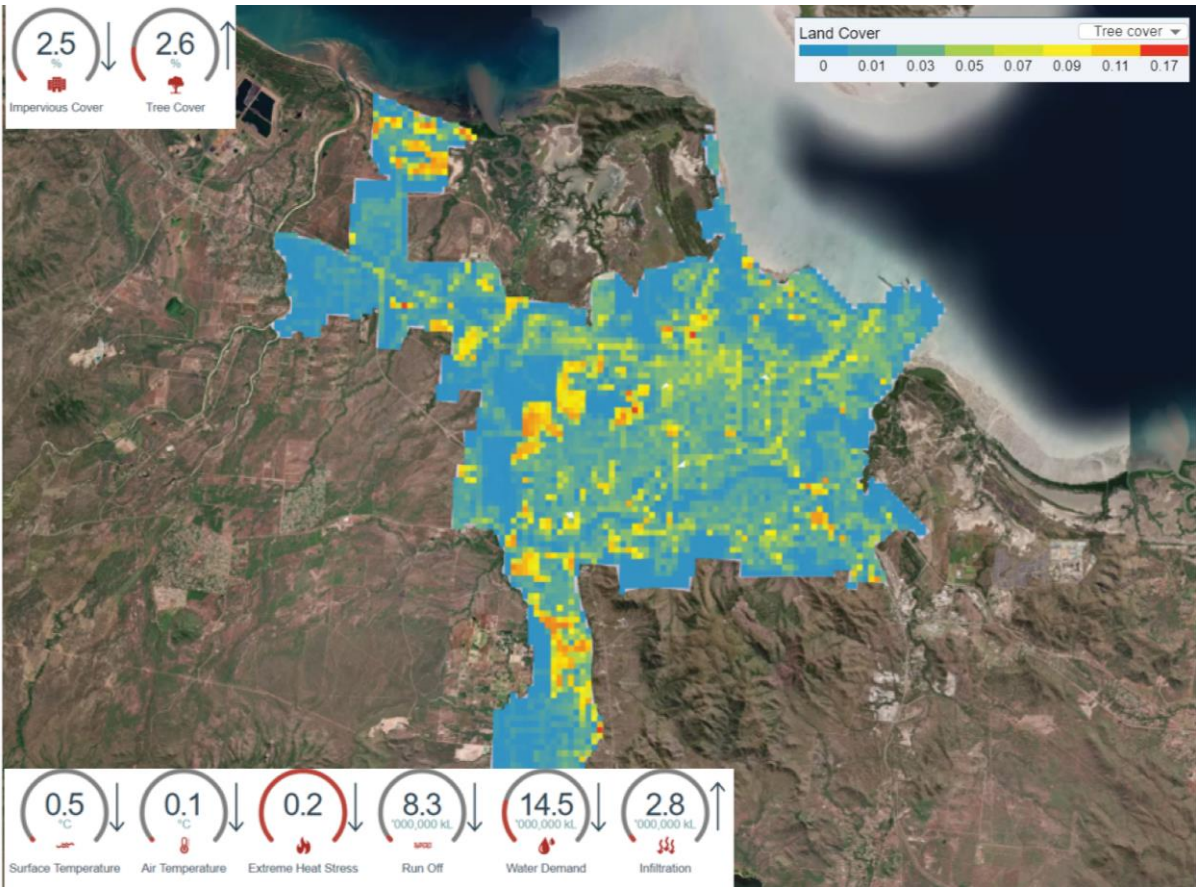 2.5
%
Impervious Cover
2.6
%
Tree Cover
Land Cover
Tree cover
0 0.01 0.03 0.05 0.07 0.09 0.11 0.17
0.5
°C
Surface Temperature
0.1
°C
Air Temperature
0.2
Extreme Heat Stress
8.3
'000,000 kL
Run Off
14.5
'000,000 kL
Water Demand
2.8
'000,000 kL
Infiltration